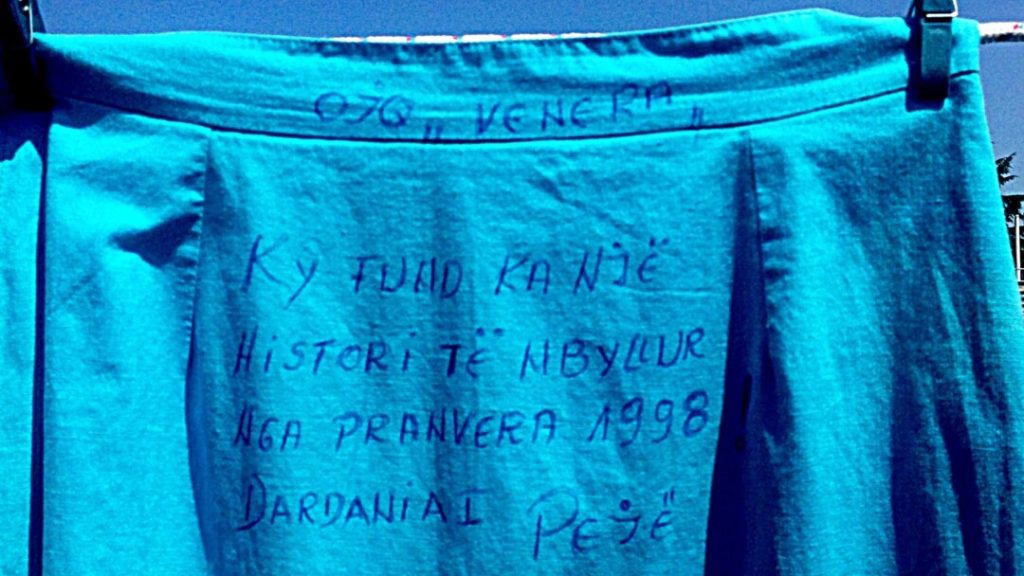 OJQ „ VENERA „
Ky FUND KA NJË
HiSTORi TË MBYLLUR
NGA PRANVERA 1998
DARDANiA I PEJË